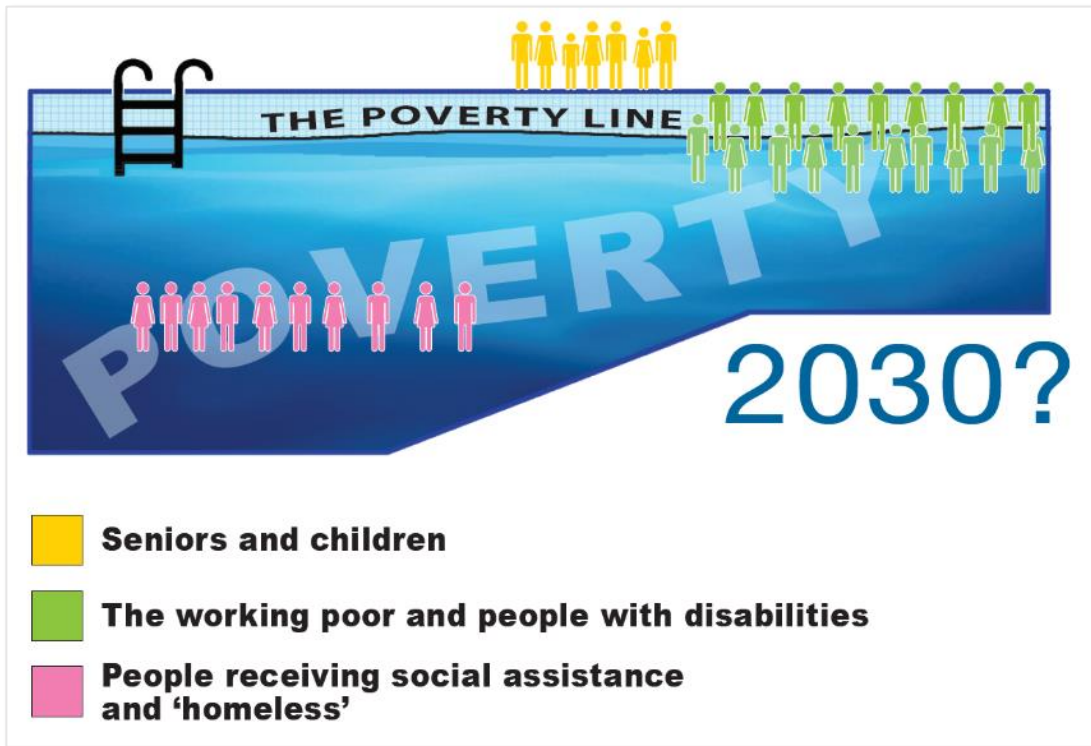 THE POVERTY LINE
POVERTY
2030?
Seniors and children
The working poor and people with disabilities
People receiving social assistance
and ‘homeless’